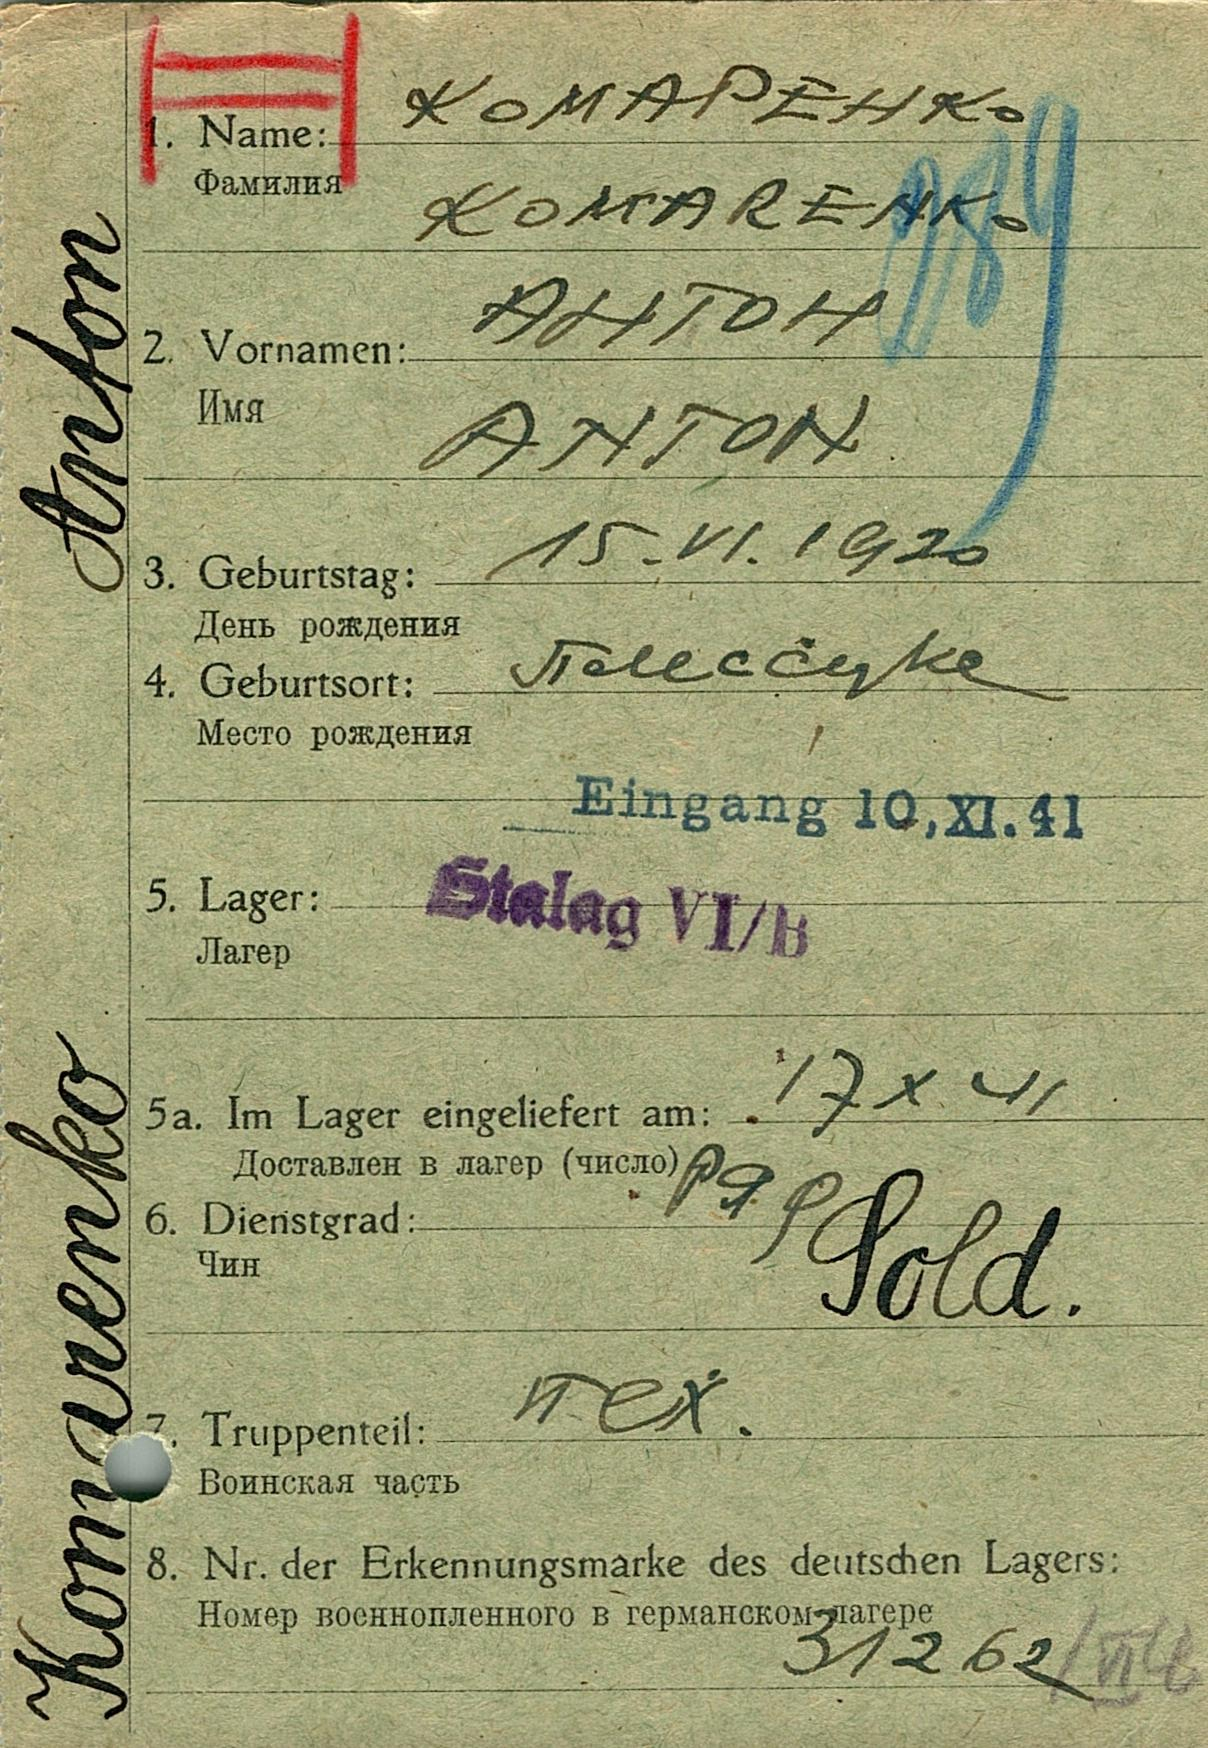 КОМАРЕНКО
1. Name:
Фамилия
KOMARENKO
АНТОН
2. Vornamen:
Имя
ANTON
15.VI.1920
3. Geburtstag:
День рождения
4. Geburtsort:
Место рождения
Eingang 10.XI.41
5. Lager: Stalag VI/B
Лагер
5a. Im Lager eingeliefert am: 17 X 41
Доставлен в лагер (число)
6. Dienstgrad: Sold.
Чин
7. Truppenteil: пех.
Воинская часть
8. Nr. der Erkennungsmarke des deutschen Lagers:
Номер военнопленного в германском лагере
31262
Komarenko Anton